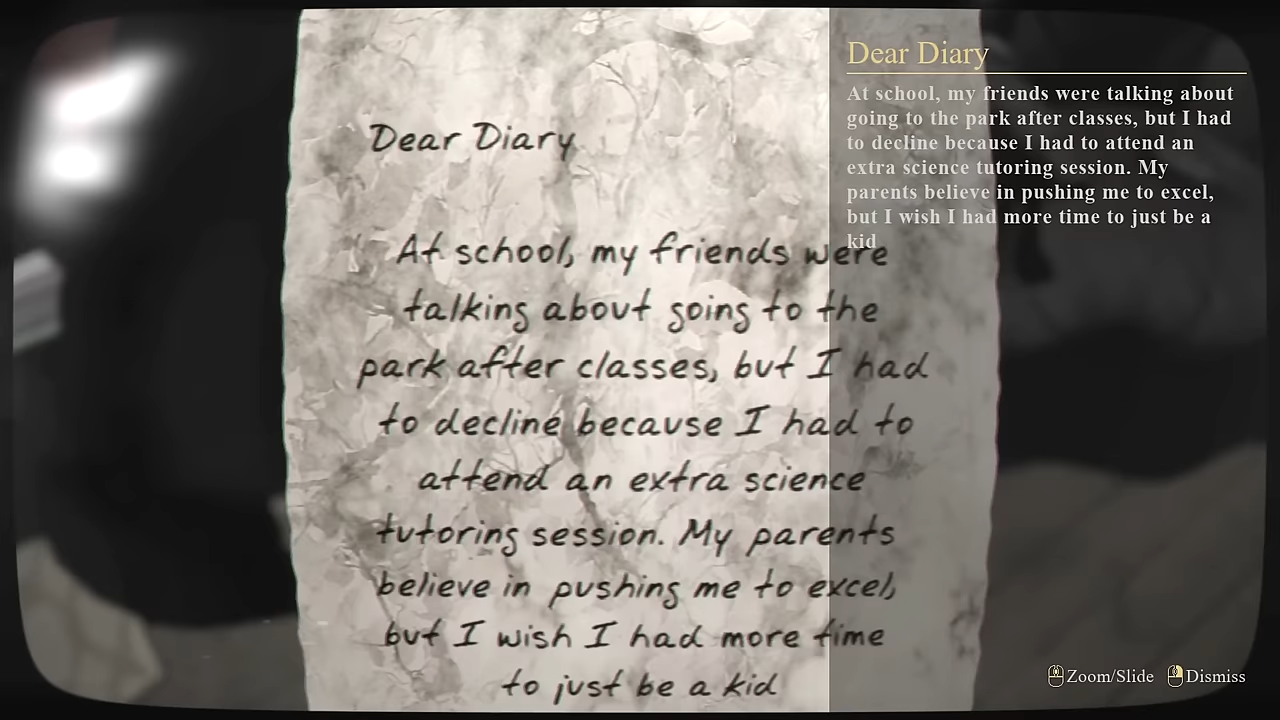 Dear Diary
At school, my friends were
talking about going to the
park after classes, but I had
to decline because I had to
attend an extra science
tutoring session. My parents
believe in pushing me to excel,
but I wish I had more time
to just be a kid
Dear Diary
At school, my friends were talking about
going to the park after classes, but I had
to decline because I had to attend an
extra science tutoring session. My
parents believe in pushing me to excel,
but I wish I had more time to just be a
kid
Zoom/Slide Dismiss